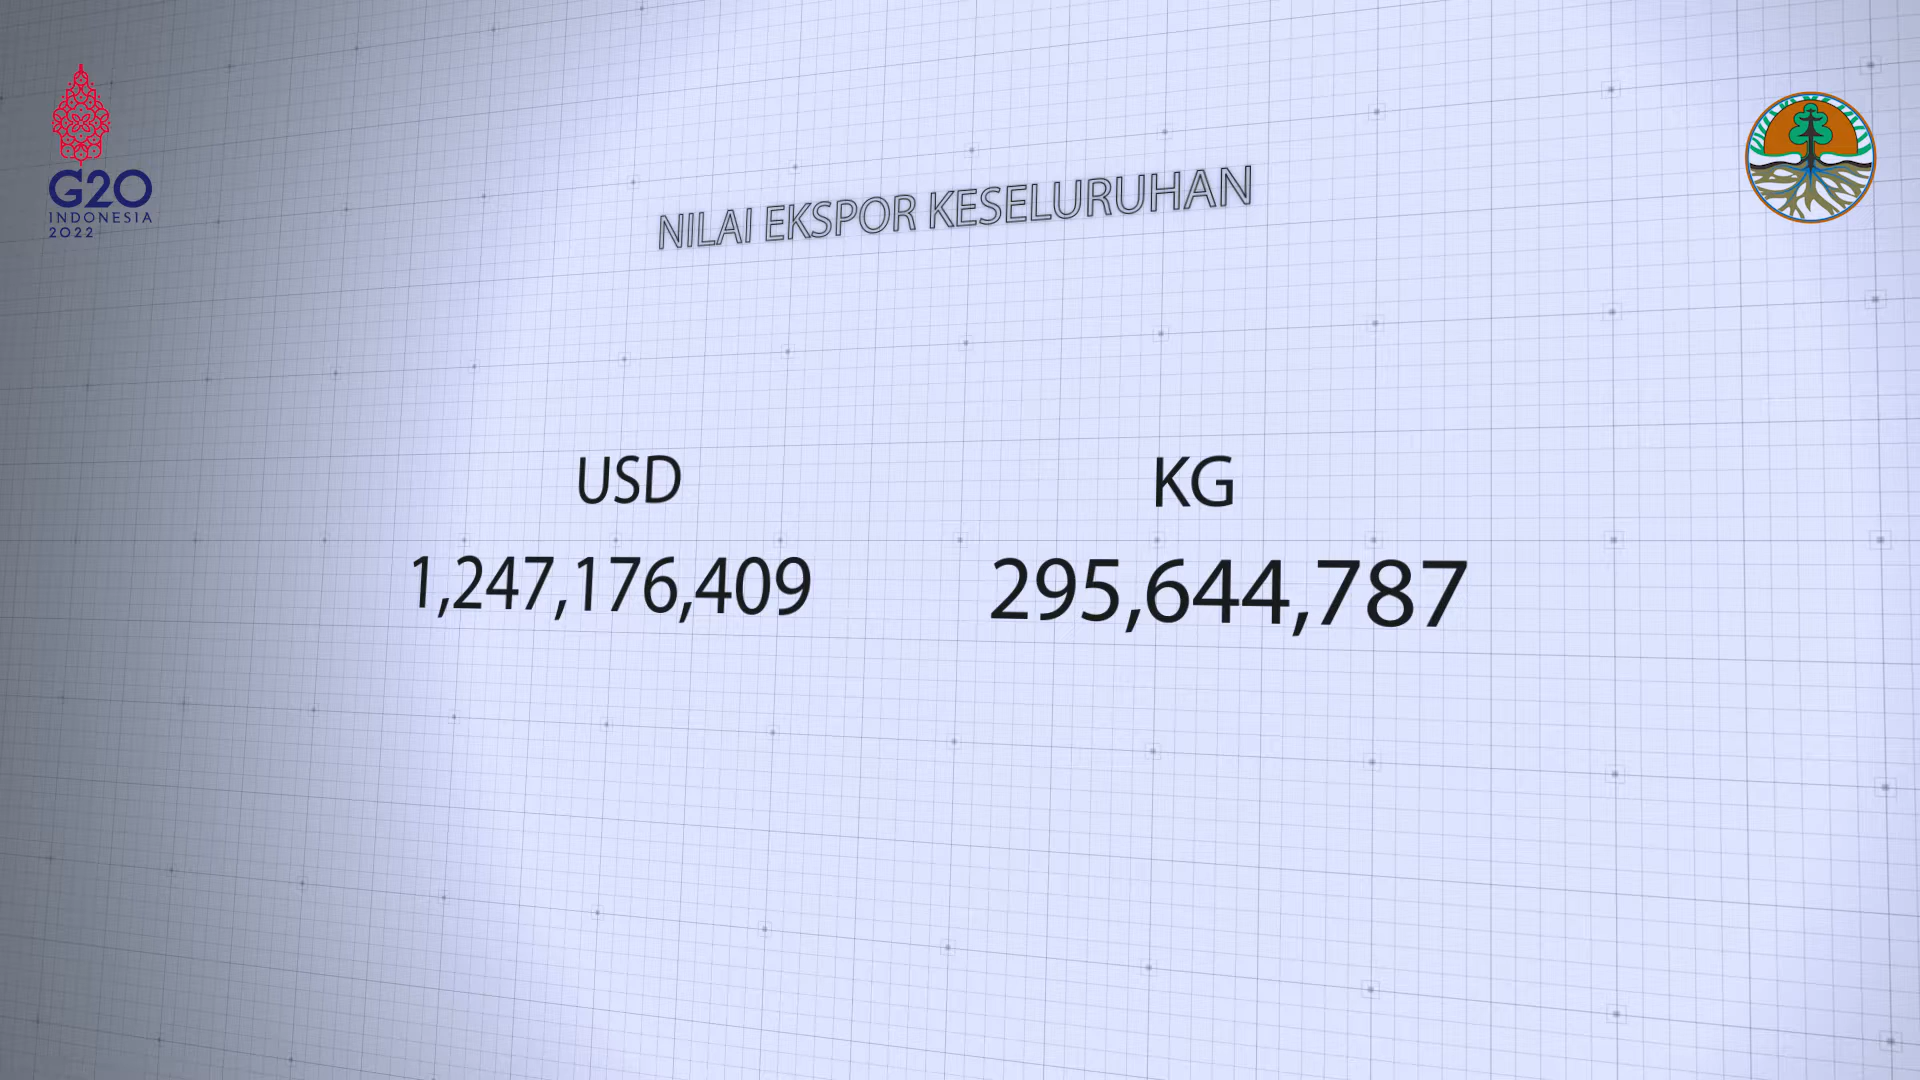 G20
INDONESIA
2022
NILAI EKSPOR KESELURUHAN
USD
KG
1,247,176,409
295,644,787